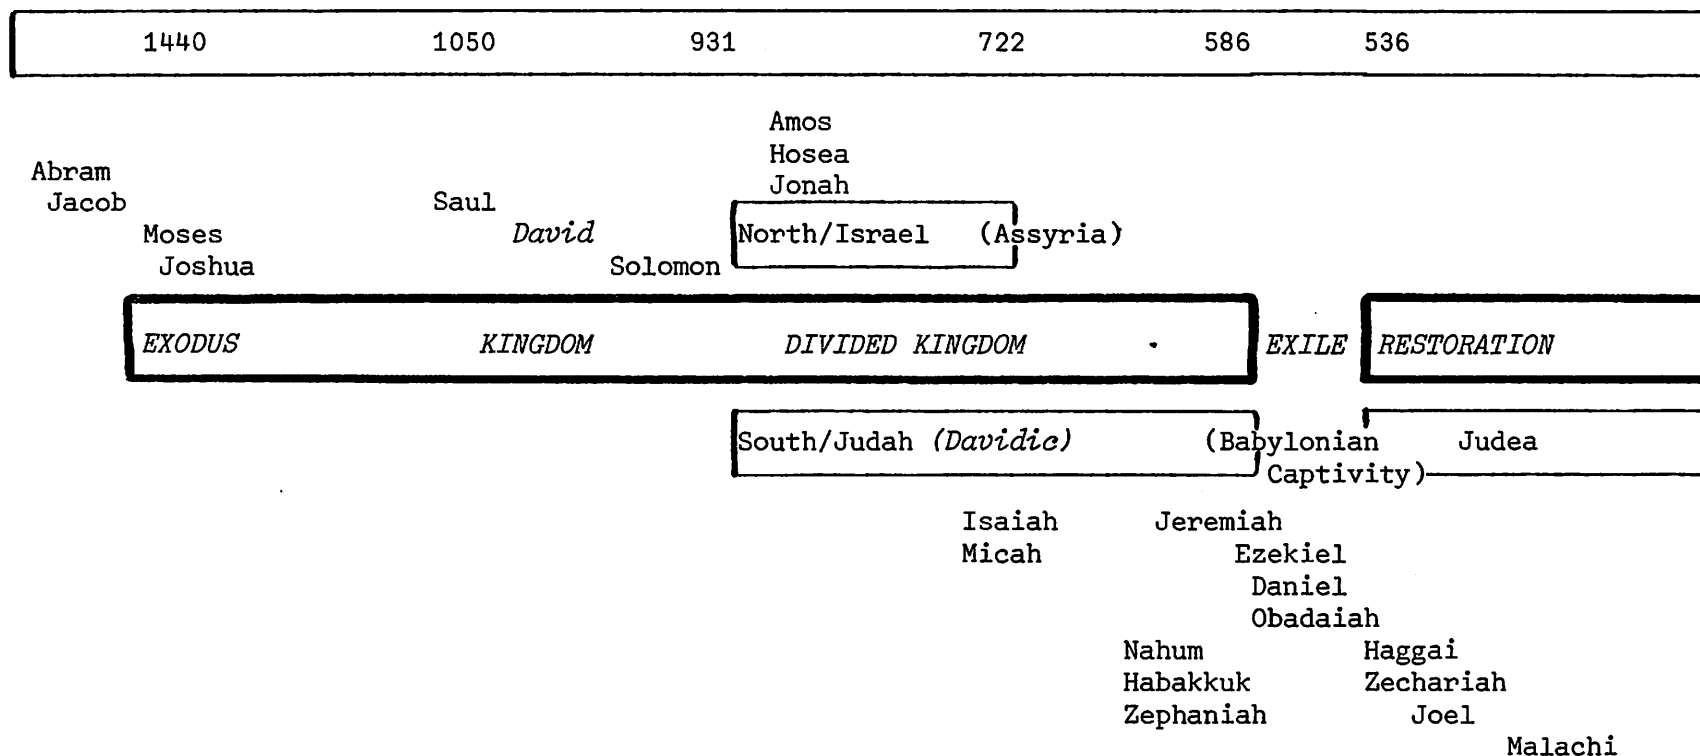 1440 1050 931 722 586 536
Amos
Hosea
Abram
Jonah
Jacob Saul
Moses David North/Israel (Assyria)
Joshua Solomon
EXODUS KINGDOM DIVIDED KINGDOM EXILE RESTORATION
South/Judah (Davidic) (Babylonian Judea
Captivity)
Isaiah Jeremiah
Micah Ezekiel
Daniel
Obadaiah
Nahum Haggai
Habakkuk Zechariah
Zephaniah Joel
Malachi